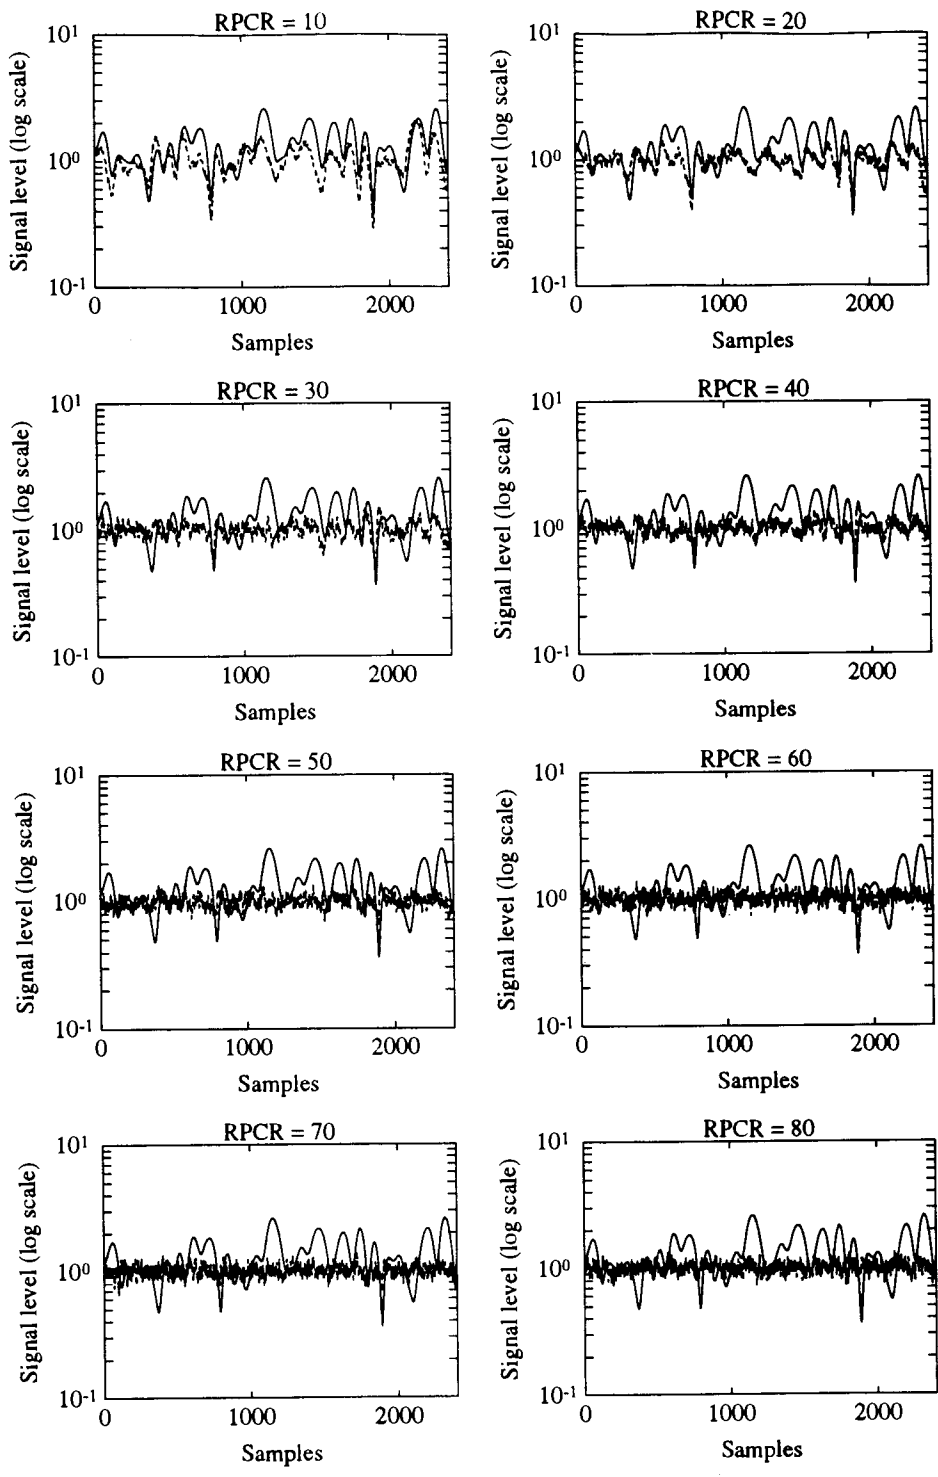 RPCR = 10
Signal level (log scale)
10¹
10⁰
10⁻¹
0 1000 2000
Samples
RPCR = 20
Signal level (log scale)
10¹
10⁰
10⁻¹
0 1000 2000
Samples
RPCR = 30
Signal level (log scale)
10¹
10⁰
10⁻¹
0 1000 2000
Samples
RPCR = 40
Signal level (log scale)
10¹
10⁰
10⁻¹
0 1000 2000
Samples
RPCR = 50
Signal level (log scale)
10¹
10⁰
10⁻¹
0 1000 2000
Samples
RPCR = 60
Signal level (log scale)
10¹
10⁰
10⁻¹
0 1000 2000
Samples
RPCR = 70
Signal level (log scale)
10¹
10⁰
10⁻¹
0 1000 2000
Samples
RPCR = 80
Signal level (log scale)
10¹
10⁰
10⁻¹
0 1000 2000
Samples